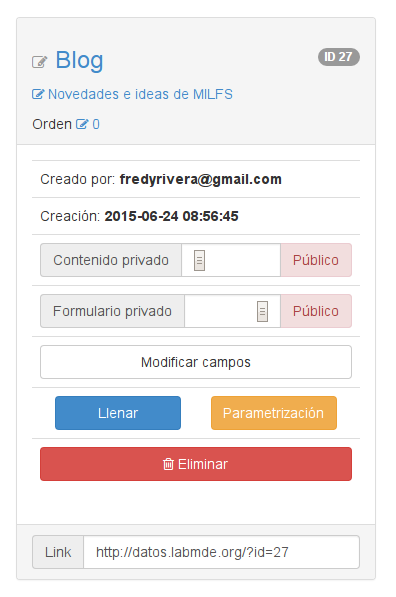 Blog
ID 27
Novedades e ideas de MILFS
Orden 0
Creado por: fredyrivera@gmail.com
Creación: 2015-06-24 08:56:45
Contenido privado Público
Formulario privado Público
Modificar campos
Llenar Parametrización
Eliminar
Link http://datos.labmde.org/?id=27